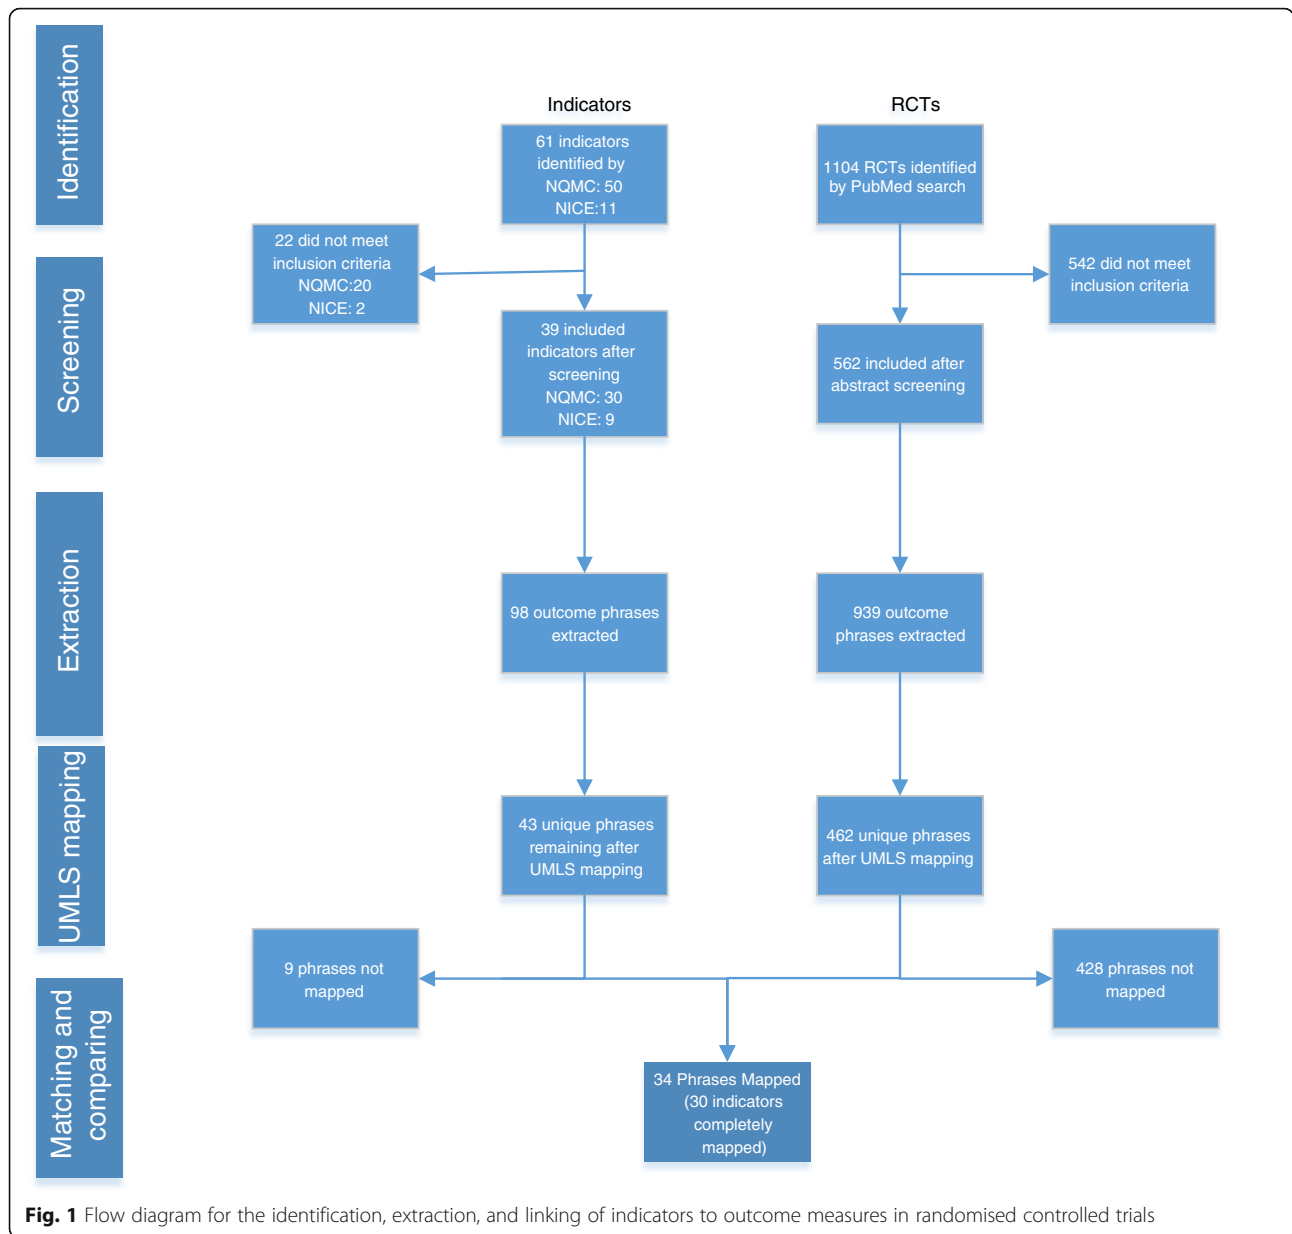 Identification
Indicators
RCTs
61 indicators
identified by
NQMC: 50
NICE:11
1104 RCTs identified
by PubMed search
22 did not meet
inclusion criteria
NQMC:20
NICE: 2
542 did not meet
inclusion criteria
Screening
39 included
indicators after
screening
NQMC: 30
NICE: 9
562 included after
abstract screening
Extraction
98 outcome phrases
extracted
939 outcome
phrases extracted
UMLS mapping
43 unique phrases
remaining after
UMLS mapping
462 unique phrases
after UMLS mapping
9 phrases not
mapped
428 phrases not
mapped
Matching and
comparing
34 Phrases Mapped
(30 indicators
completely
mapped)
Fig. 1 Flow diagram for the identification, extraction, and linking of indicators to outcome measures in randomised controlled trials